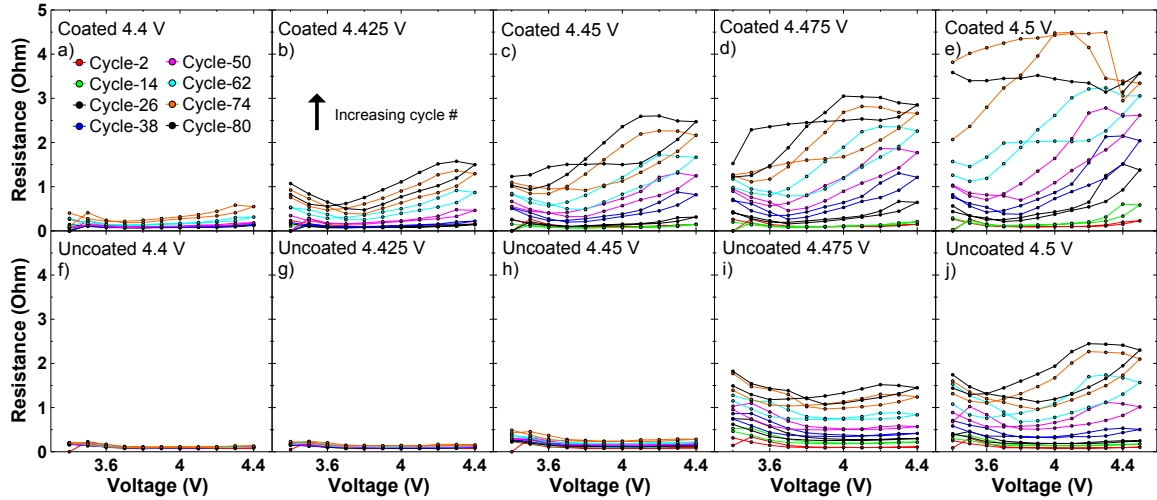 Coated 4.4 V
a)
Cycle-2
Cycle-14
Cycle-26
Cycle-38
Cycle-50
Cycle-62
Cycle-74
Cycle-80
Coated 4.425 V
b)
Increasing cycle #
Coated 4.45 V
c)
Coated 4.475 V
d)
Coated 4.5 V
e)
Resistance (Ohm)
5
4
3
2
1
0
Uncoated 4.4 V
f)
Uncoated 4.425 V
g)
Uncoated 4.45 V
h)
Uncoated 4.475 V
i)
Uncoated 4.5 V
j)
Resistance (Ohm)
4
3
2
1
0
3.6 4 4.4
3.6 4 4.4
3.6 4 4.4
3.6 4 4.4
3.6 4 4.4
Voltage (V)
Voltage (V)
Voltage (V)
Voltage (V)
Voltage (V)